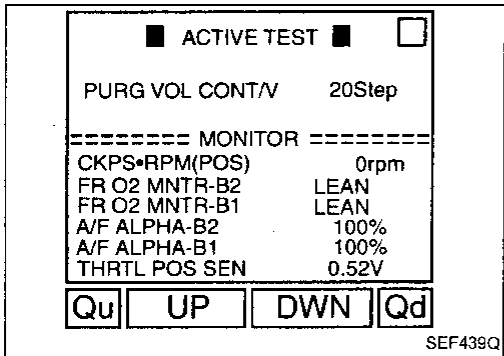 ■ ACTIVE TEST ■
PURG VOL CONT/V 20Step
======== MONITOR ========
CKPS•RPM(POS) 0rpm
FR O2 MNTR-B2 LEAN
FR O2 MNTR-B1 LEAN
A/F ALPHA-B2 100%
A/F ALPHA-B1 100%
THRTL POS SEN 0.52V
Qu UP DWN Qd
SEF439Q